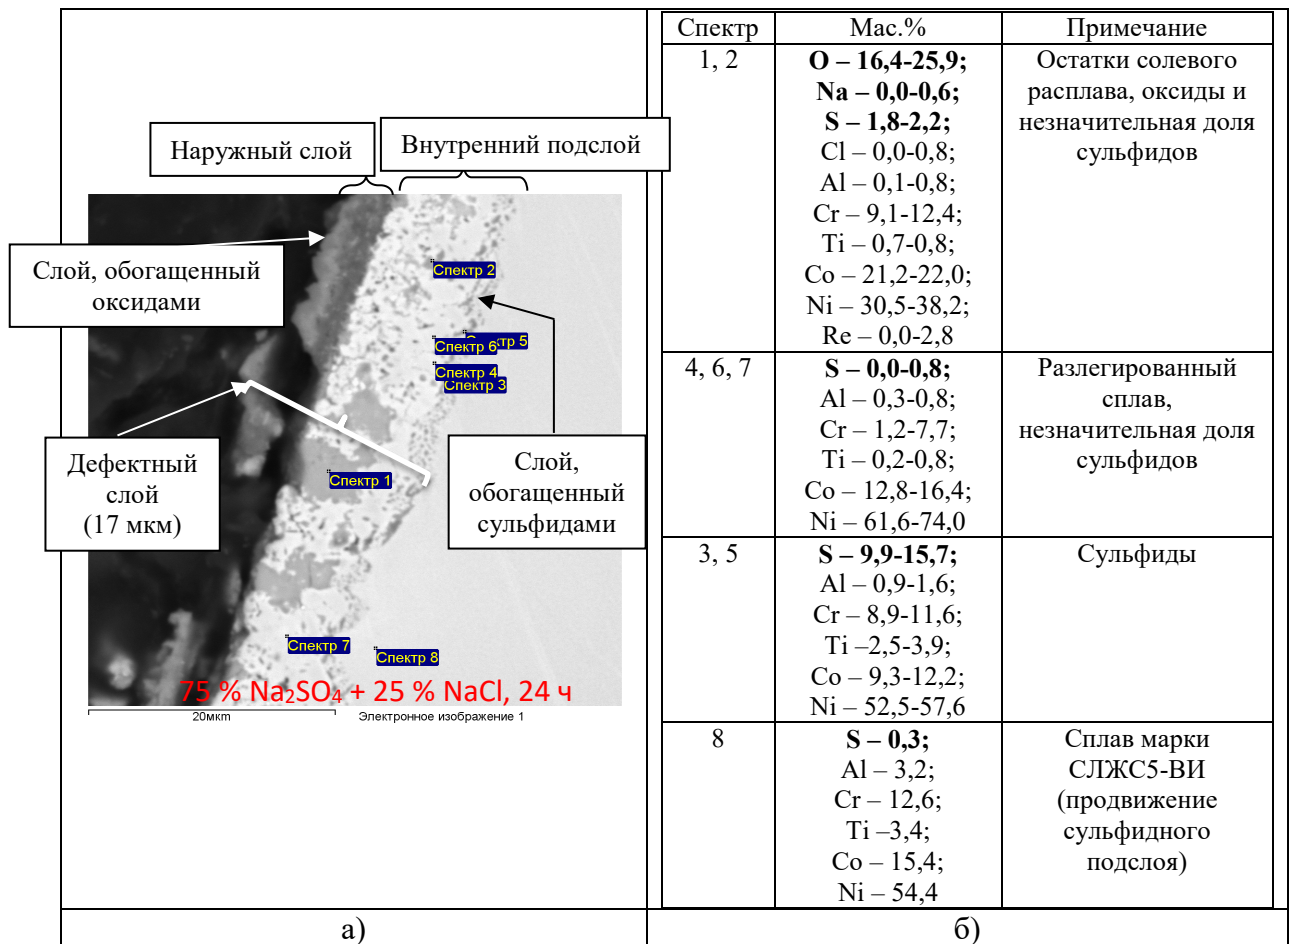 Наружный слой
Внутренний подслой
Слой, обогащенный
оксидами
Спектр 2
Спектр 5
Спектр 6
Спектр 4
Спектр 3
Дефектный
слой
(17 мкм)
Спектр 1
Слой,
обогащенный
сульфидами
Спектр 7
Спектр 8
75 % Na₂SO₄ + 25 % NaCl, 24 ч
20мкm
Электронное изображение 1
а)
Спектр Мас.% Примечание
1, 2
O – 16,4-25,9;
Na – 0,0-0,6;
S – 1,8-2,2;
Cl – 0,0-0,8;
Al – 0,1-0,8;
Cr – 9,1-12,4;
Ti – 0,7-0,8;
Co – 21,2-22,0;
Ni – 30,5-38,2;
Re – 0,0-2,8
Остатки солевого
расплава, оксиды и
незначительная доля
сульфидов
4, 6, 7
S – 0,0-0,8;
Al – 0,3-0,8;
Cr – 1,2-7,7;
Ti – 0,2-0,8;
Co – 12,8-16,4;
Ni – 61,6-74,0
Разлегированный
сплав,
незначительная доля
сульфидов
3, 5
S – 9,9-15,7;
Al – 0,9-1,6;
Cr – 8,9-11,6;
Ti –2,5-3,9;
Co – 9,3-12,2;
Ni – 52,5-57,6
Сульфиды
8
S – 0,3;
Al – 3,2;
Cr – 12,6;
Ti –3,4;
Co – 15,4;
Ni – 54,4
Сплав марки
СЛЖС5-ВИ
(продвижение
сульфидного
подслоя)
б)